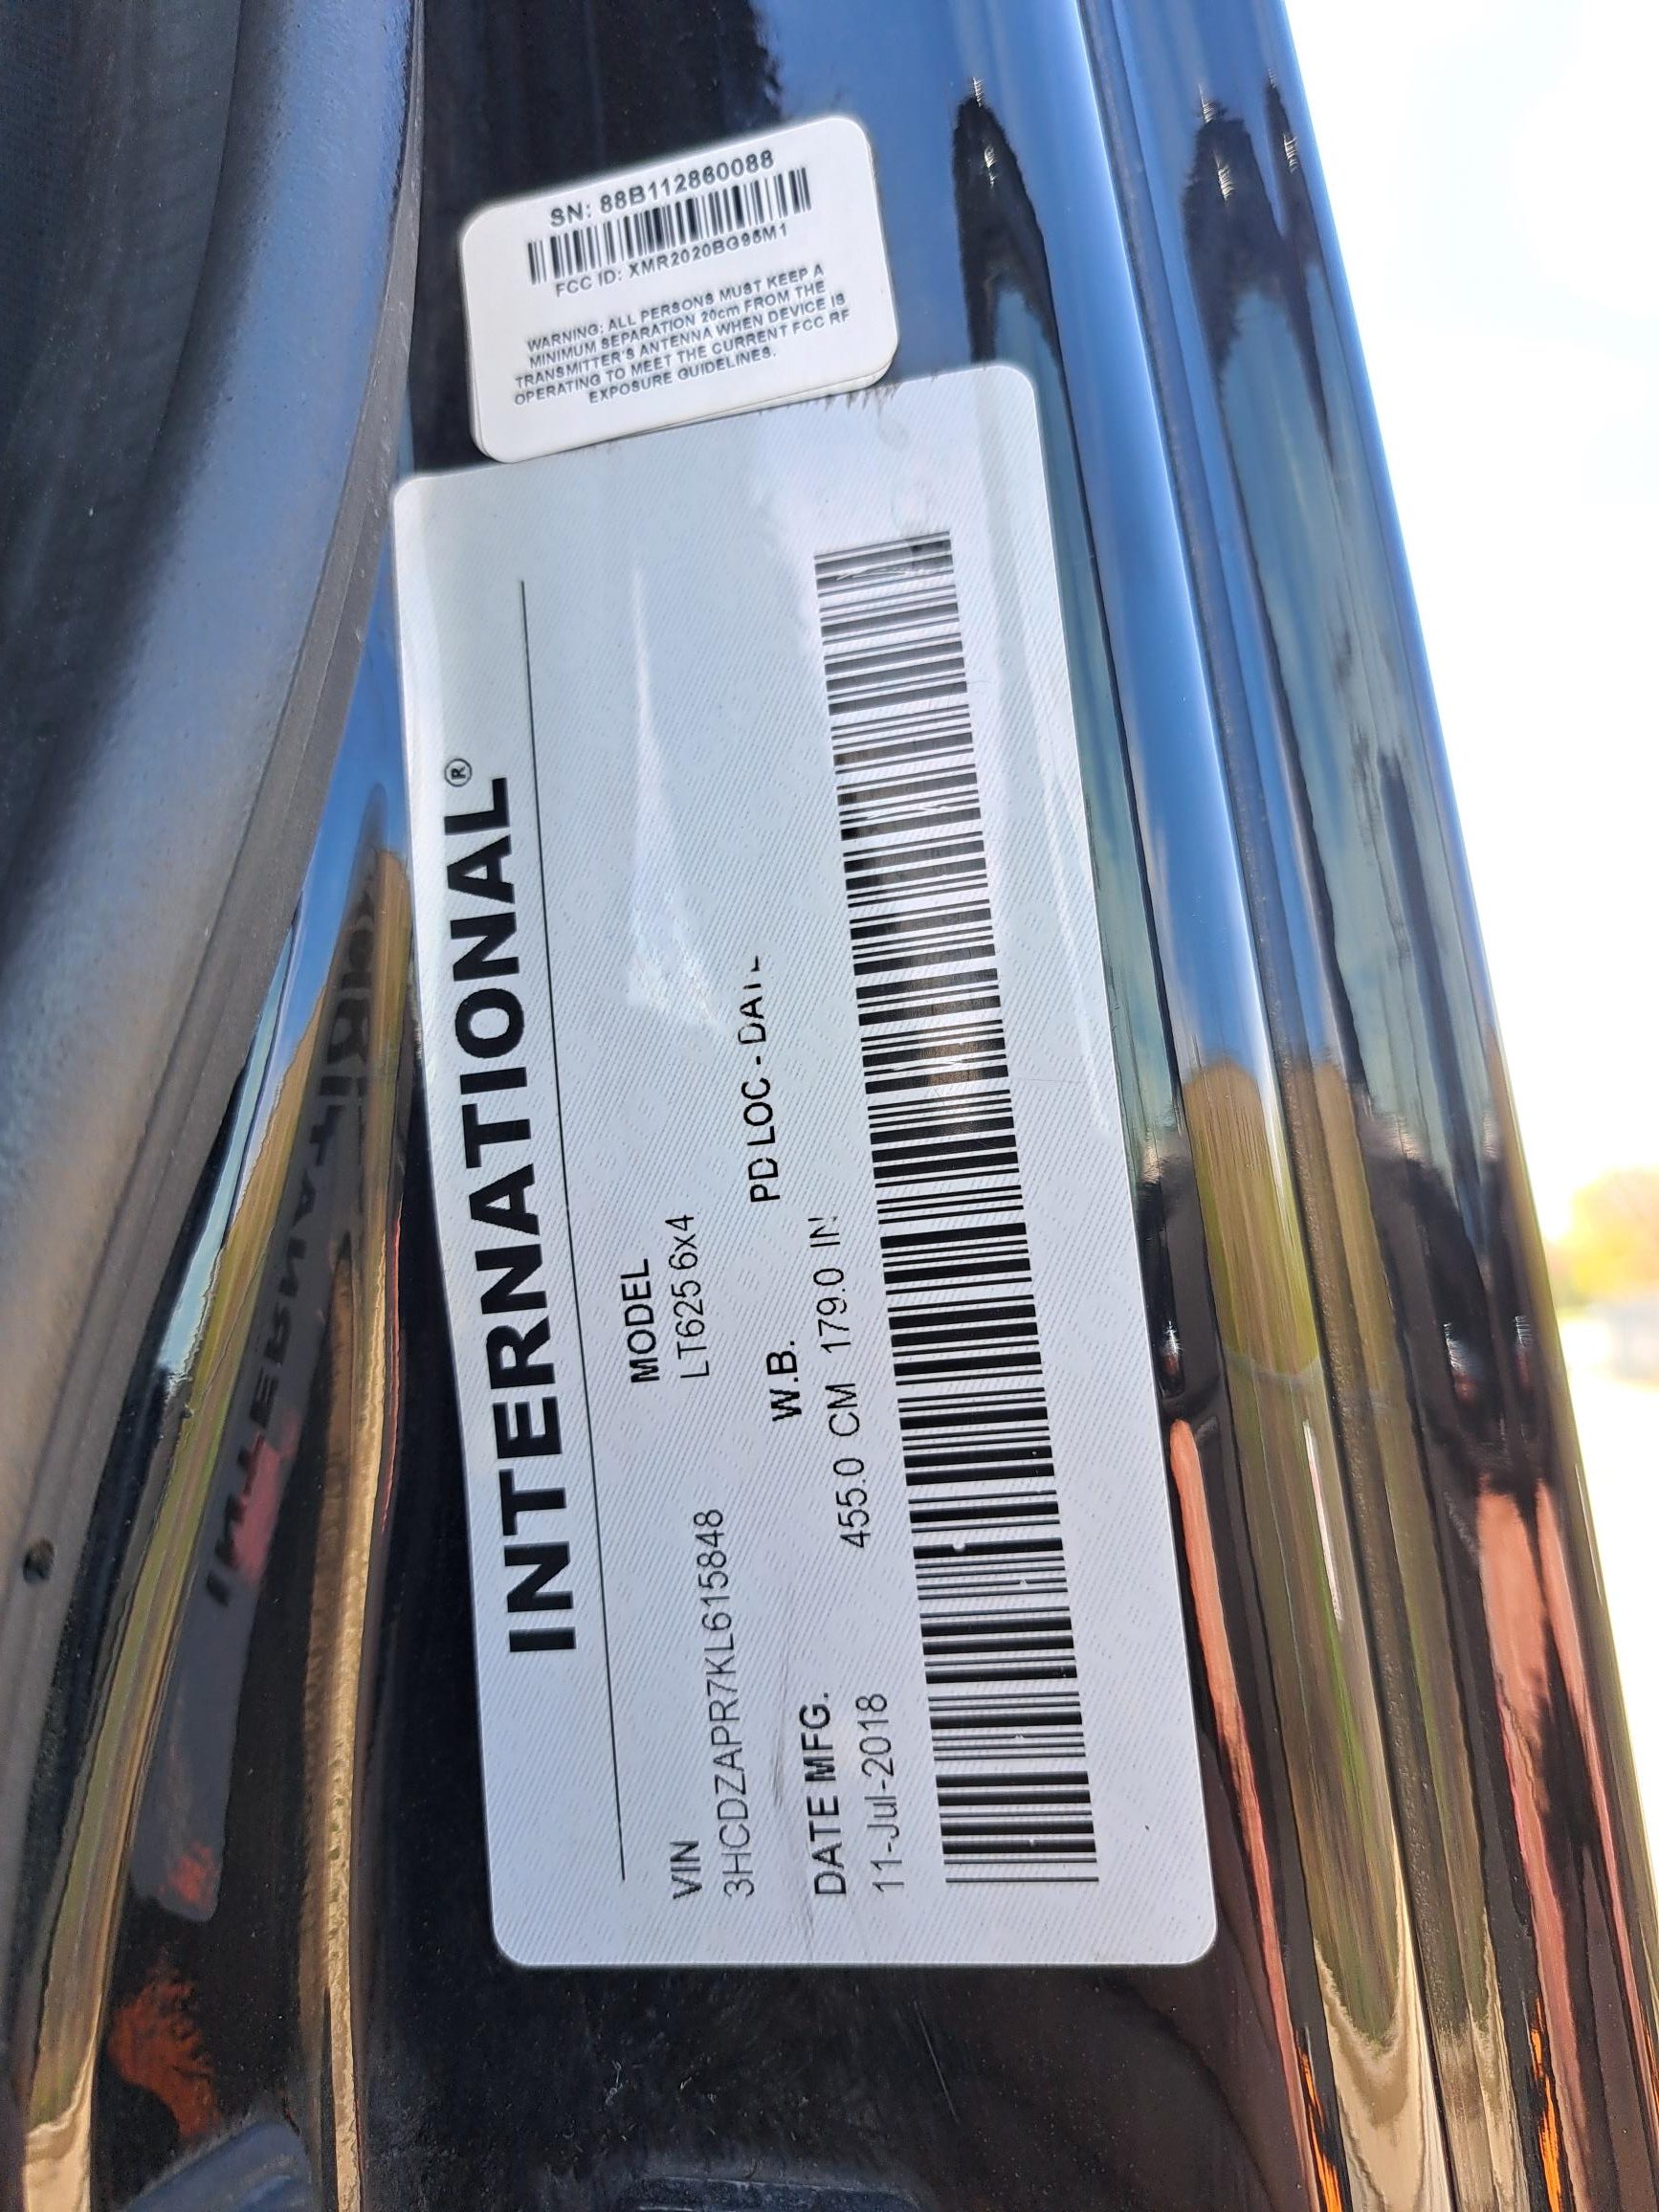 SN: 88B112860088
FCC ID: XMR2020BG95M1
WARNING: ALL PERSONS MUST KEEP A
MINIMUM SEPARATION 20cm FROM THE
TRANSMITTER'S ANTENNA WHEN DEVICE IS
OPERATING TO MEET THE CURRENT FCC RF
EXPOSURE GUIDELINES.
INTERNATIONAL®
VIN MODEL
3HCDZAPR7KL615848 LT625 6x4
DATE MFG. W.B. PD LOC - DATE
11-Jul-2018 455.0 CM 179.0 IN